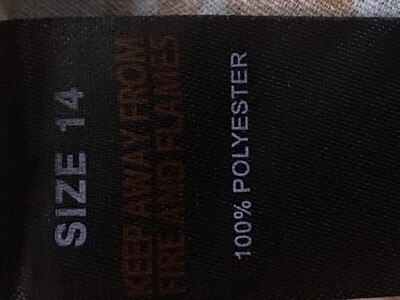 SIZE 14
KEEP AWAY FROM
FIRE AND FLAMES
100% POLYESTER